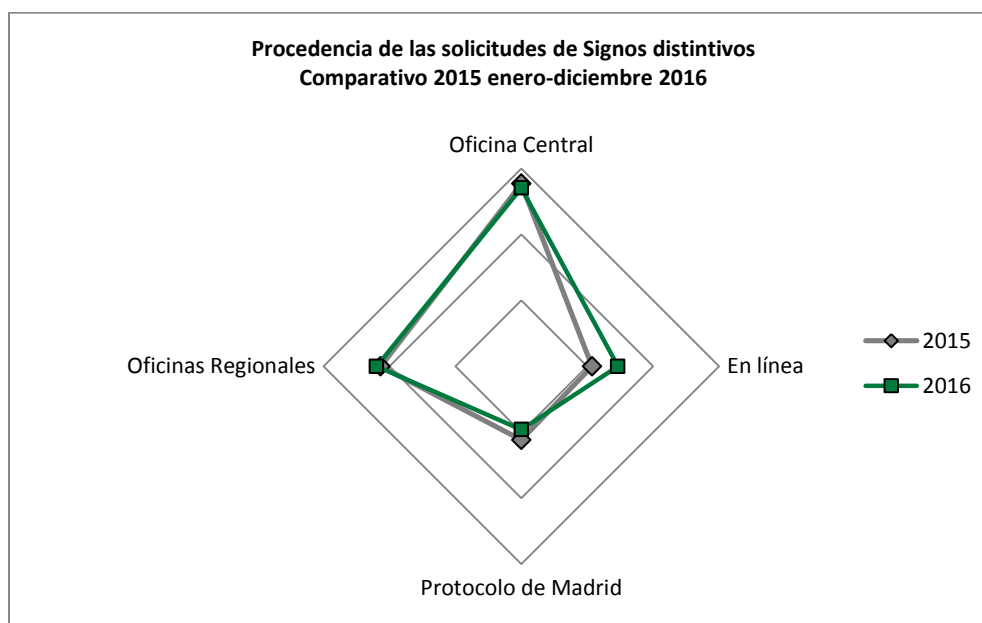 Procedencia de las solicitudes de Signos distintivos
Comparativo 2015 enero-diciembre 2016
Oficina Central
Oficinas Regionales
En línea
Protocolo de Madrid
2015
2016